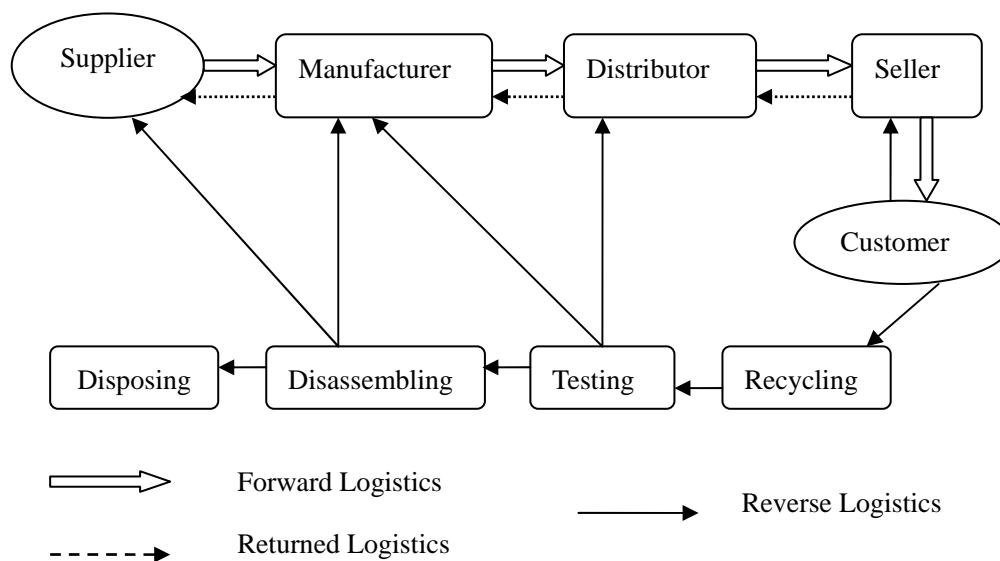 Supplier
Manufacturer
Distributor
Seller
Customer
Disposing
Disassembling
Testing
Recycling
Forward Logistics
Reverse Logistics
Returned Logistics